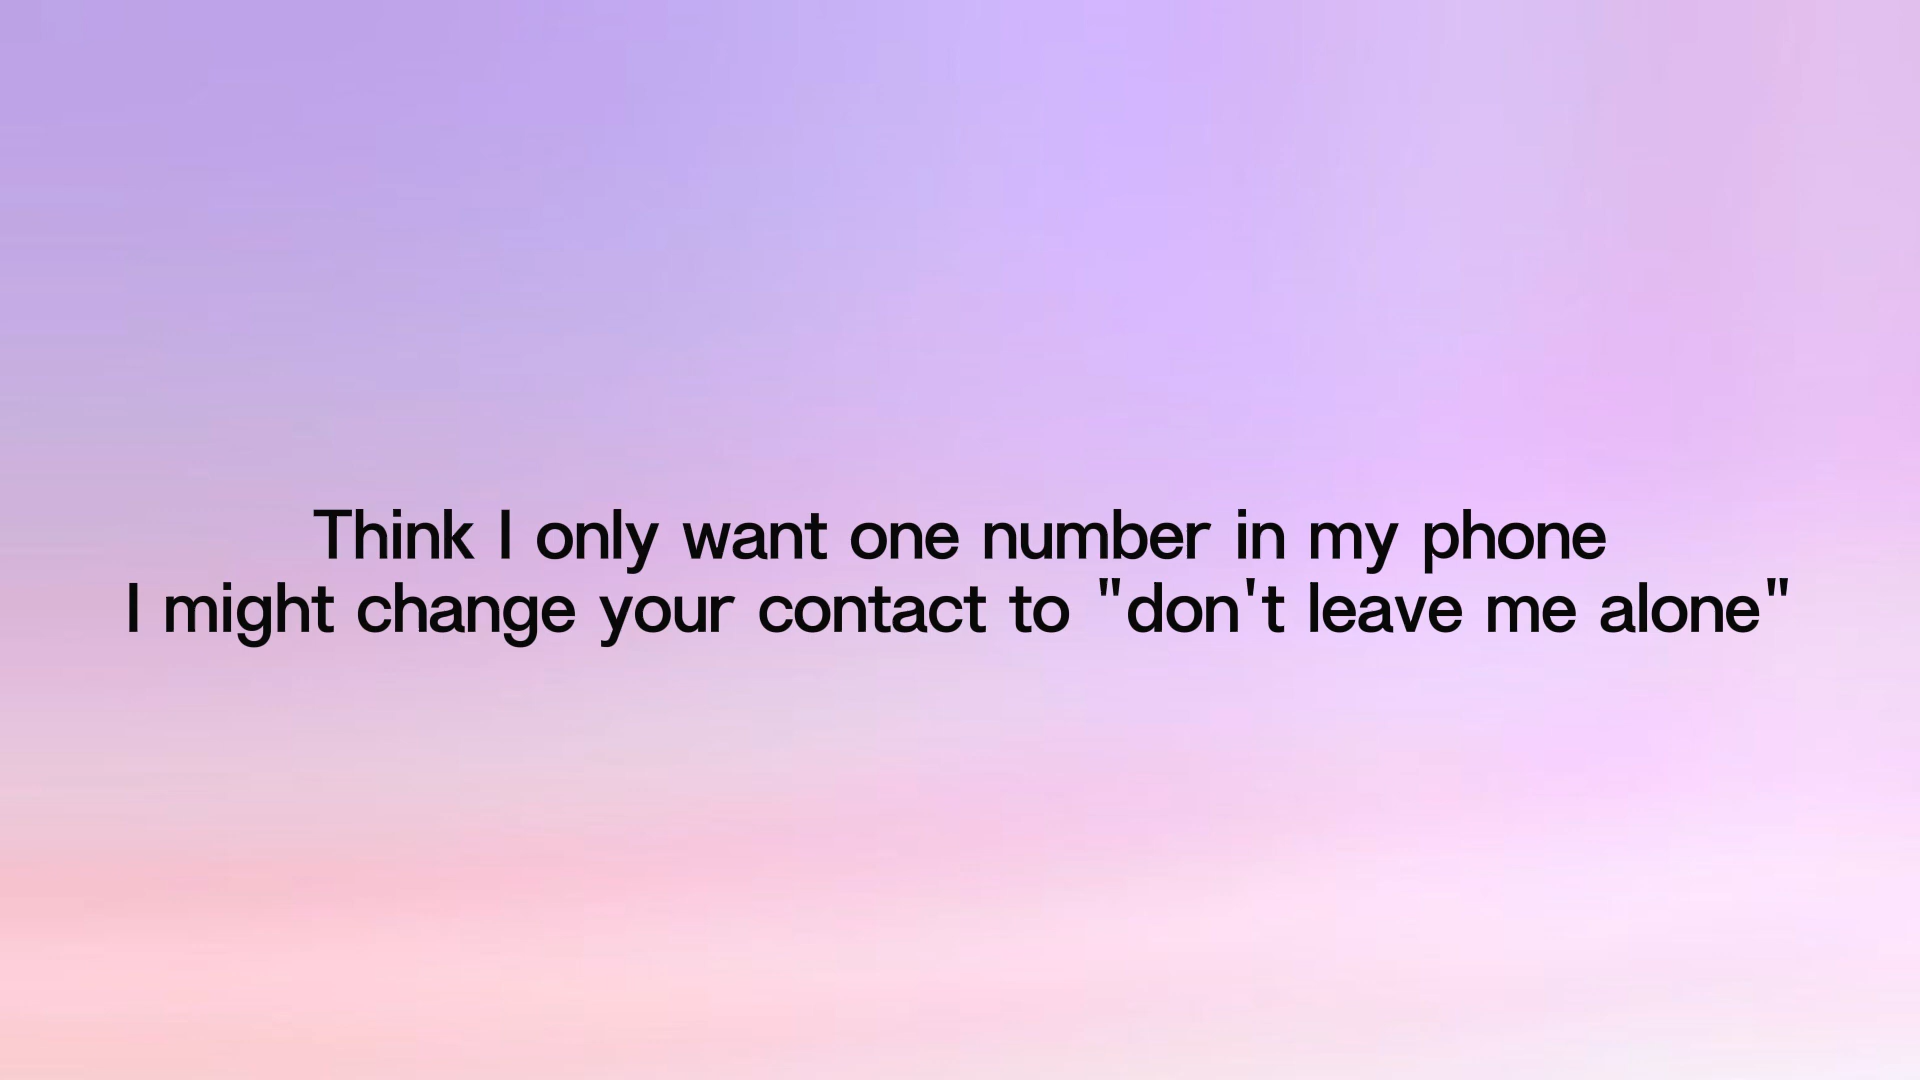 Think I only want one number in my phone
I might change your contact to "don't leave me alone"